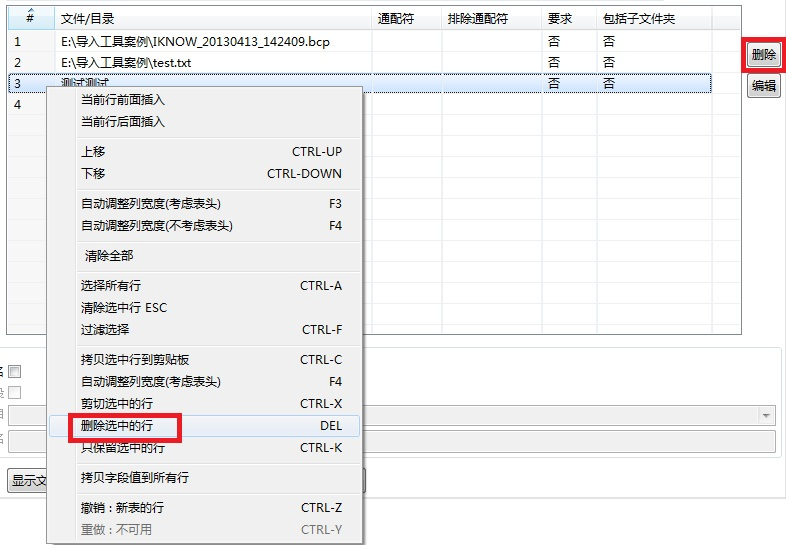 # 文件/目录 通配符 排除通配符 要求 包括子文件夹
1 E:\导入工具案例\IKNOW_20130413_142409.bcp 否 否
删除
2 E:\导入工具案例\test.txt 否 否
3 测试测试 否 否
编辑
4
当前行前面插入
当前行后面插入
上移 CTRL-UP
下移 CTRL-DOWN
自动调整列宽度(考虑表头) F3
自动调整列宽度(不考虑表头) F4
清除全部
选择所有行 CTRL-A
清除选中行 ESC
过滤选择 CTRL-F
拷贝选中行到剪贴板 CTRL-C
自动调整列宽度(考虑表头) F4
剪切选中的行 CTRL-X
删除选中的行 DEL
只保留选中的行 CTRL-K
拷贝字段值到所有行
显示文
撤销 : 新表的行 CTRL-Z
重做 : 不可用 CTRL-Y